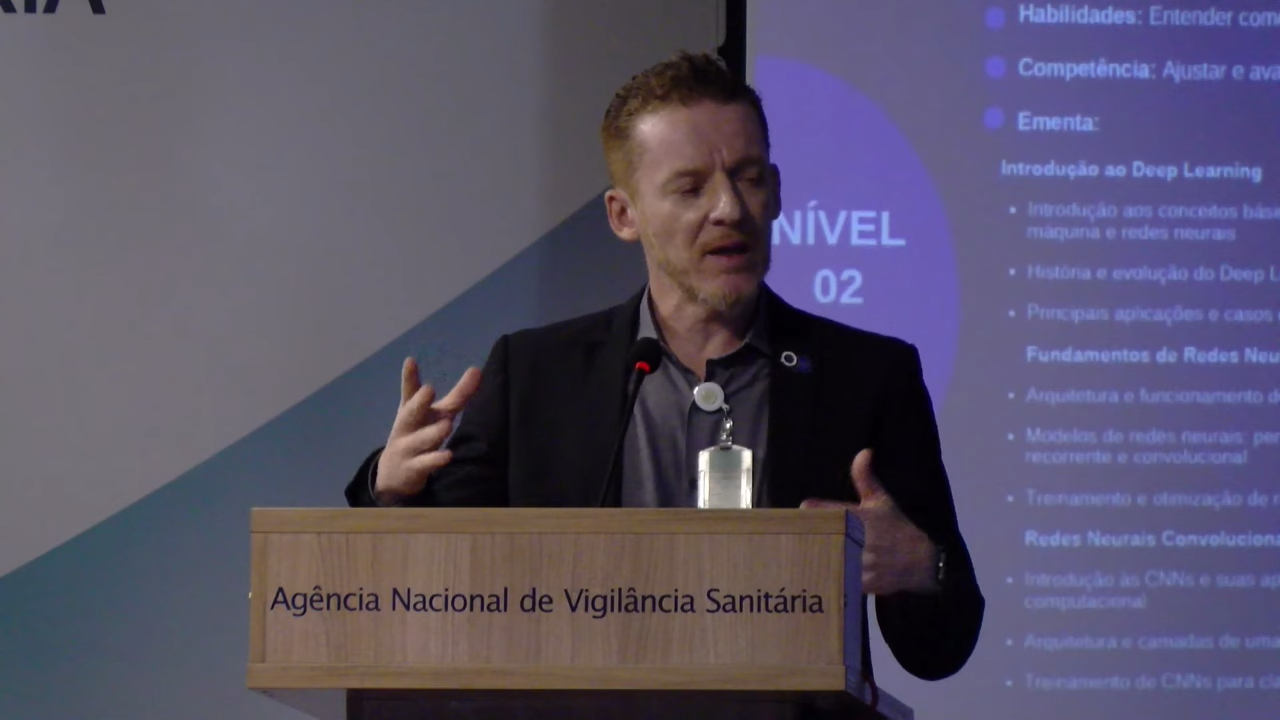 Habilidades: Entender com
Competência: Ajustar e ava
Ementa:
Introdução ao Deep Learning
• Introdução aos conceitos bás
máquina e redes neurais
• História e evolução do Deep L
• Principais aplicações e casos
Fundamentos de Redes Neu
• Arquitetura e funcionamento d
• Modelos de redes neurais: per
recorrente e convolucional
• Treinamento e otimização de
Redes Neurais Convoluciona
• Introdução às CNNs e suas ap
computacional
• Arquitetura e camadas de uma
• Treinamento de CNNs para cla
NÍVEL
02
Agência Nacional de Vigilância Sanitária